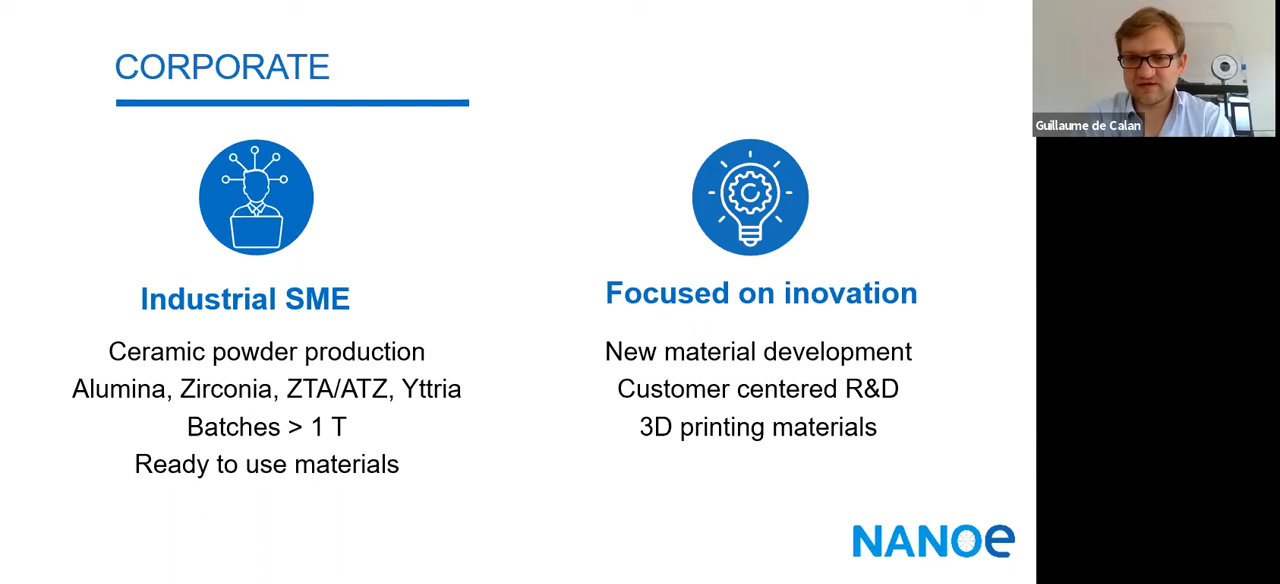 CORPORATE
Industrial SME
Ceramic powder production
Alumina, Zirconia, ZTA/ATZ, Yttria
Batches > 1 T
Ready to use materials
Focused on inovation
New material development
Customer centered R&D
3D printing materials
NANOe
Guillaume de Calan